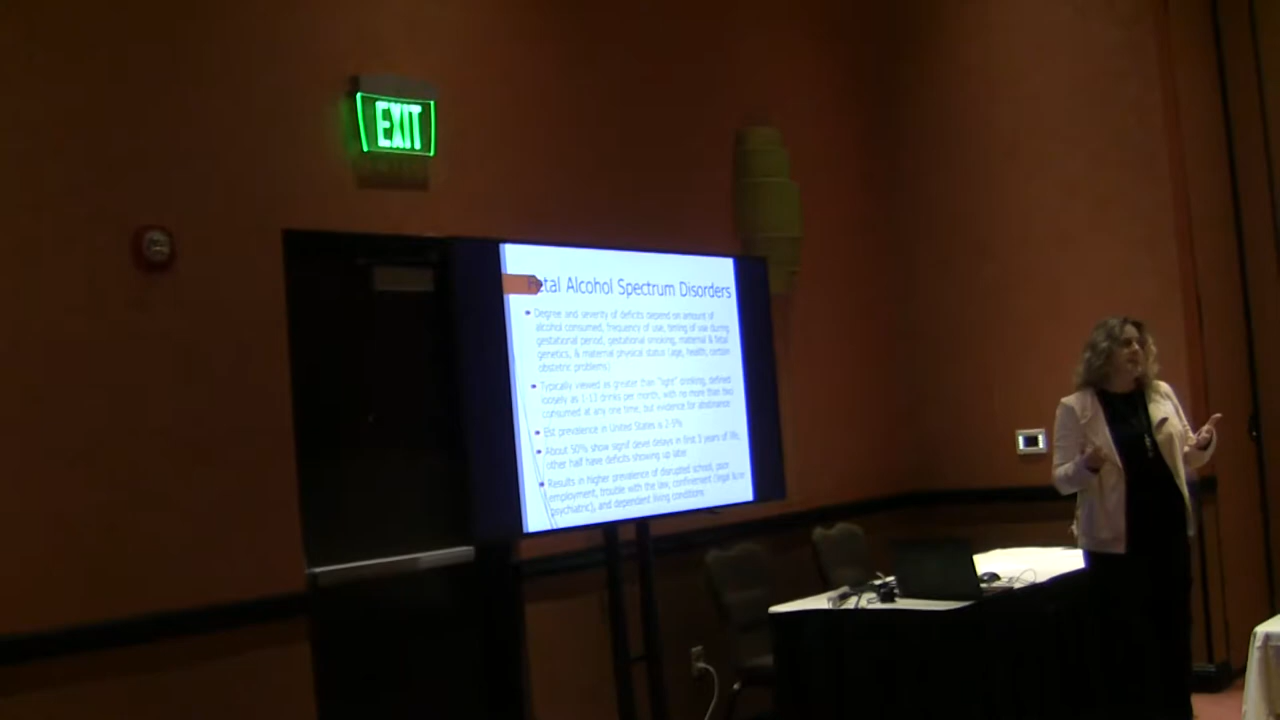 EXIT
Fetal Alcohol Spectrum Disorders
Degree and severity of deficits depend on amount of
alcohol consumed, frequency of use, timing of use during
gestational period, gestational smoking, maternal & fetal
genetics, & maternal physical status (age, health, certain
obstetric problems)
Typically viewed as greater than "light" drinking, defined
loosely as 1-13 drinks per month, with no more than two
consumed at any one time, but evidence for abstinence
Est prevalence in United States is 2-5%
About 50% show signif devel delays in first 3 years of life,
other half have deficits showing up later
Results in higher prevalence of disrupted school, poor
employment, trouble with the law, confinement (legal &/or
psychiatric), and dependent living conditions